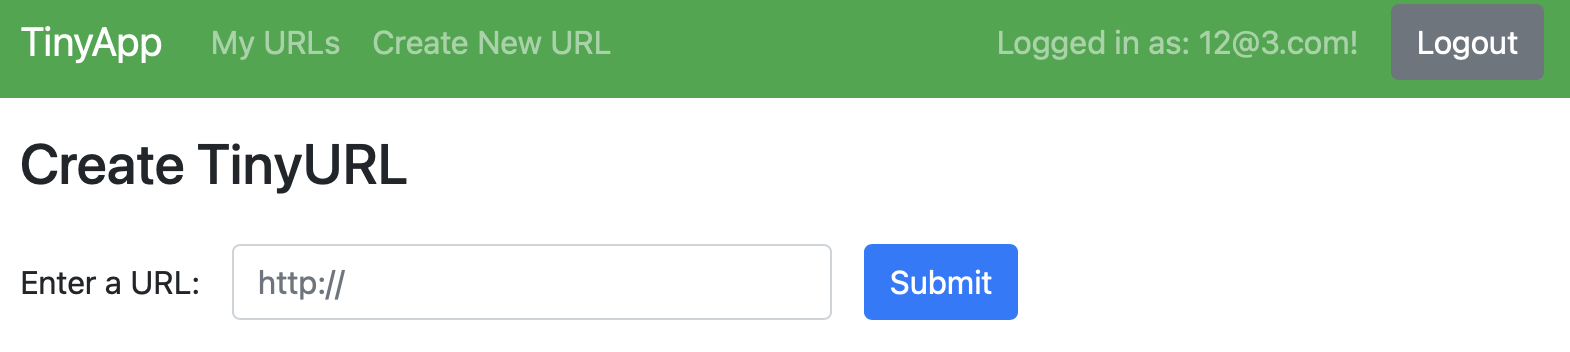 TinyApp My URLs Create New URL Logged in as: 12@3.com! Logout
Create TinyURL
Enter a URL: http:// Submit